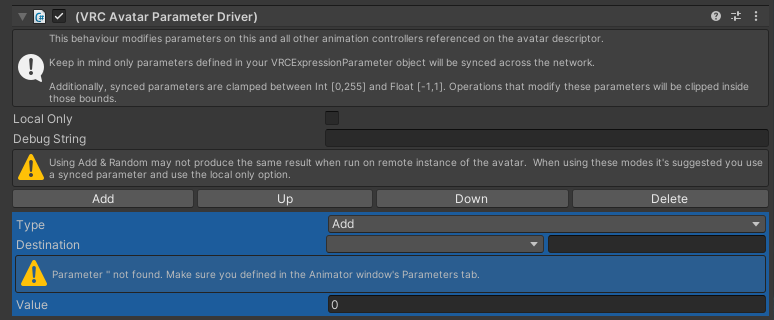 (VRC Avatar Parameter Driver)
This behaviour modifies parameters on this and all other animation controllers referenced on the avatar descriptor.
Keep in mind only parameters defined in your VRCExpressionParameter object will be synced across the network.
Additionally, synced parameters are clamped between Int [0,255] and Float [-1,1]. Operations that modify these parameters will be clipped inside
those bounds.
Local Only
Debug String
Using Add & Random may not produce the same result when run on remote instance of the avatar.  When using these modes it's suggested you use
a synced parameter and use the local only option.
Add Up Down Delete
Type Add
Destination
Parameter '' not found. Make sure you defined in the Animator window's Parameters tab.
Value 0